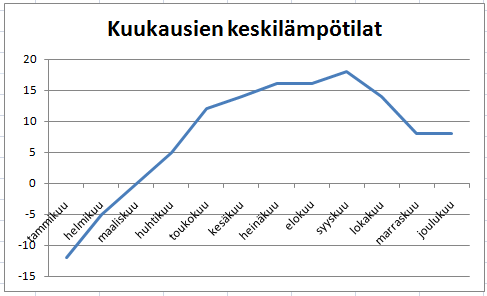 Kuukausien keskilämpötilat
20
15
10
5
0
-5
-10
-15
tammikuu
helmikuu
maaliskuu
huhtikuu
toukokuu
kesäkuu
heinäkuu
elokuu
syyskuu
lokakuu
marraskuu
joulukuu